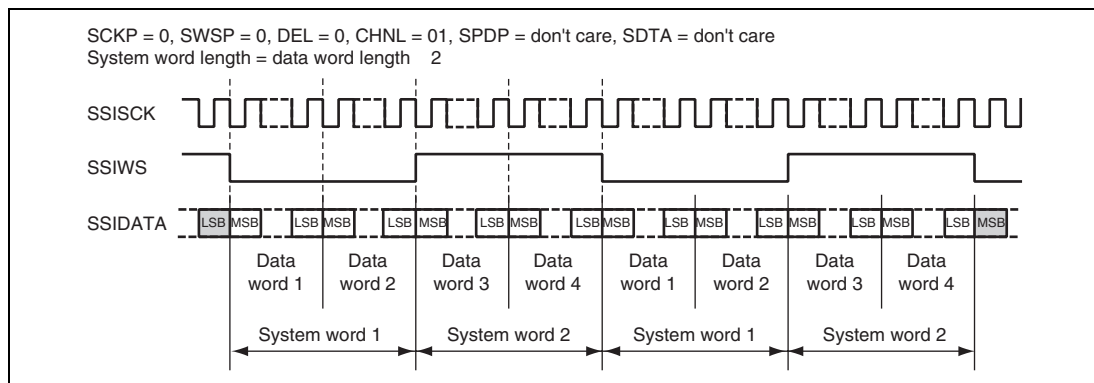 SCKP = 0, SWSP = 0, DEL = 0, CHNL = 01, SPDP = don't care, SDTA = don't care
System word length = data word length 2
SSISCK
SSIWS
SSIDATA LSB MSB LSB MSB LSB MSB LSB MSB LSB MSB LSB MSB LSB MSB LSB MSB LSB MSB
Data Data Data Data Data Data Data Data
word 1 word 2 word 3 word 4 word 1 word 2 word 3 word 4
System word 1 System word 2 System word 1 System word 2